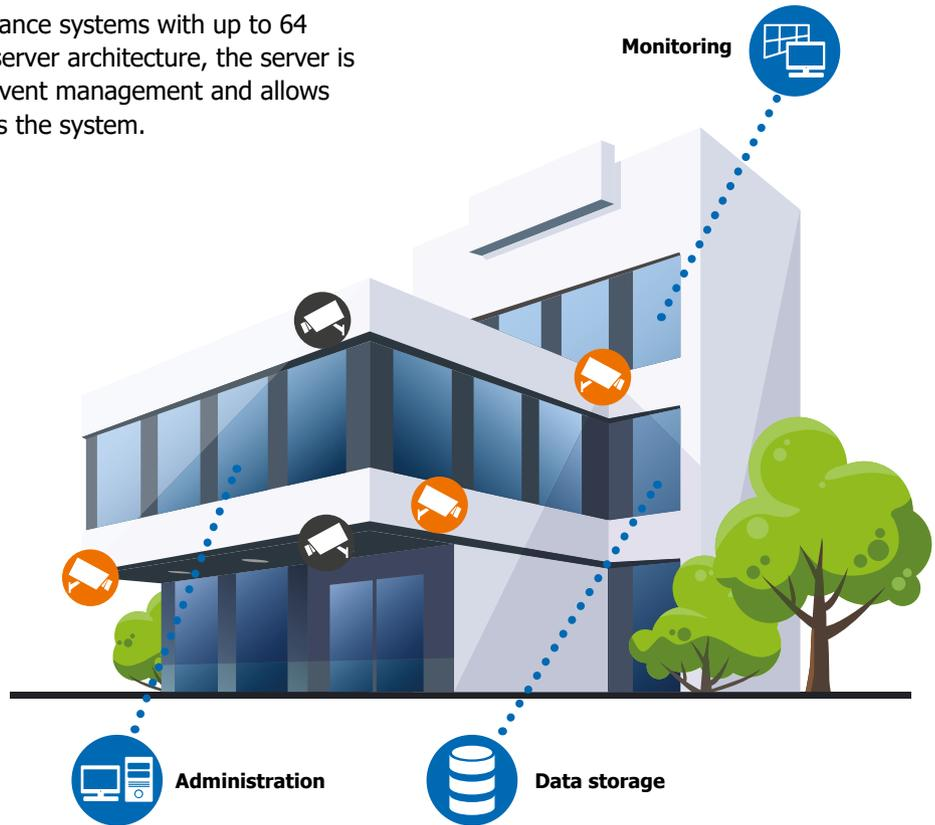 ance systems with up to 64
server architecture, the server is
vent management and allows
s the system.
Monitoring
Administration
Data storage